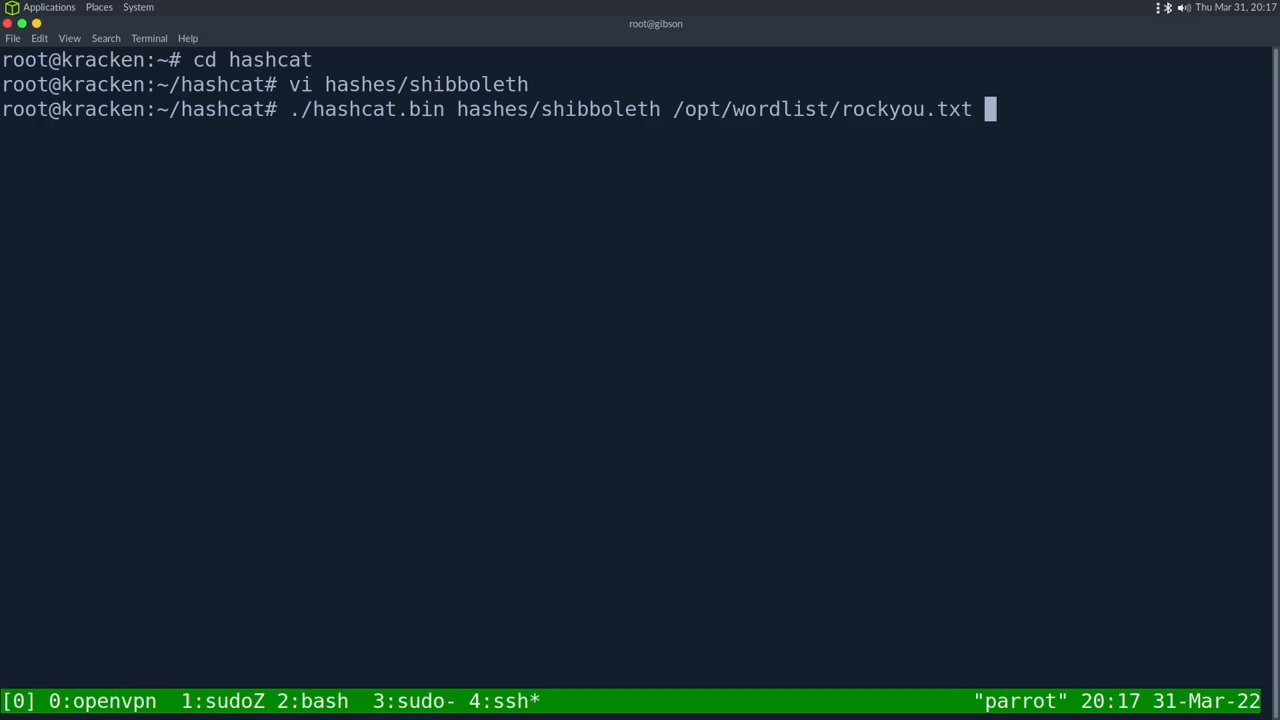 Applications Places System Thu Mar 31, 20:17
root@gibson
File Edit View Search Terminal Help
root@kracken:~# cd hashcat
root@kracken:~/hashcat# vi hashes/shibboleth
root@kracken:~/hashcat# ./hashcat.bin hashes/shibboleth /opt/wordlist/rockyou.txt
[0] 0:openvpn 1:sudoZ 2:bash 3:sudo- 4:ssh* "parrot" 20:17 31-Mar-22